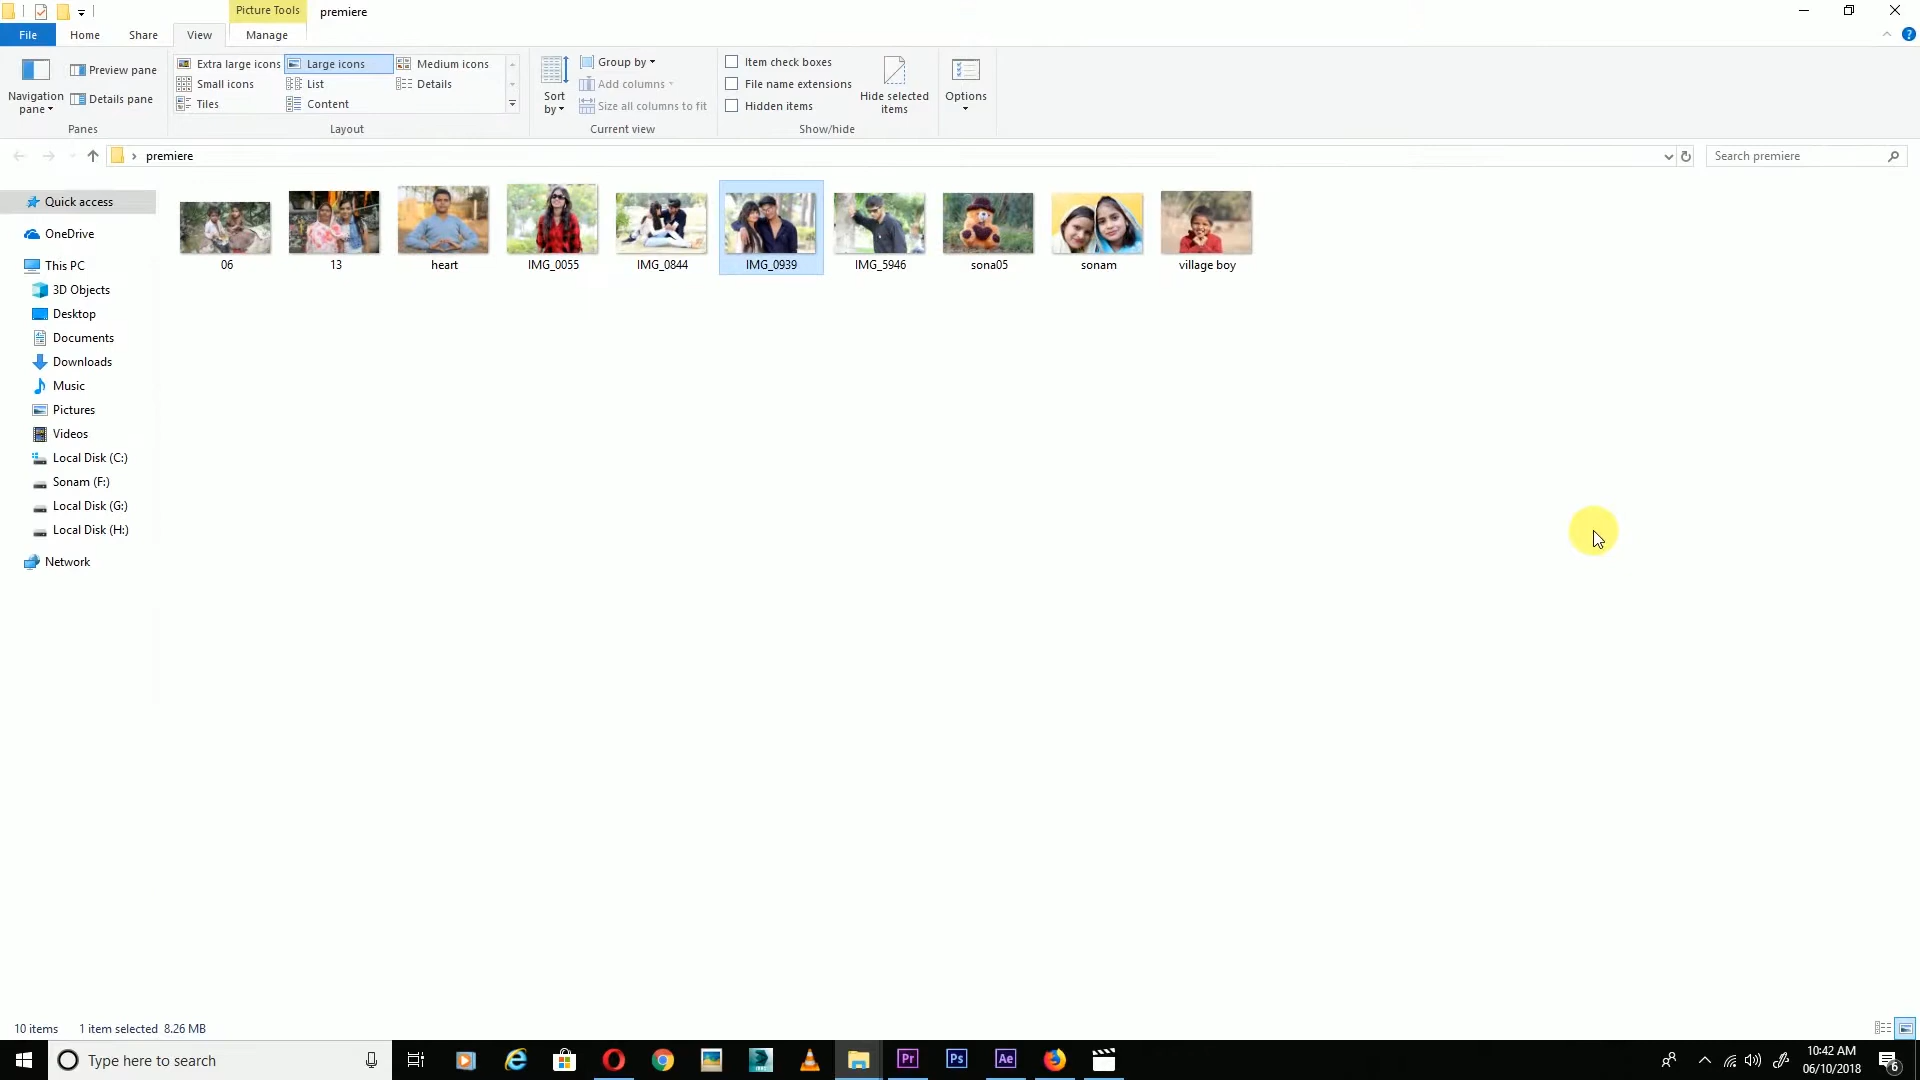 Picture Tools premiere
File Home Share View Manage
Extra large icons Large icons Medium icons
Small icons List Details
Tiles Content
Preview pane
Details pane
Navigation pane
Panes
Layout
Sort by
Group by
Add columns
Size all columns to fit
Current view
Item check boxes
File name extensions
Hidden items
Hide selected items
Show/hide
Options
premiere
Search premiere
Quick access
OneDrive
This PC
3D Objects
Desktop
Documents
Downloads
Music
Pictures
Videos
Local Disk (C:)
Sonam (F:)
Local Disk (G:)
Local Disk (H:)
Network
06 13 heart IMG_0055 IMG_0844 IMG_0939 IMG_5946 sona05 sonam village boy
10 items 1 item selected 8.26 MB
Type here to search
Pr Ps Ae
10:42 AM
06/10/2018
6